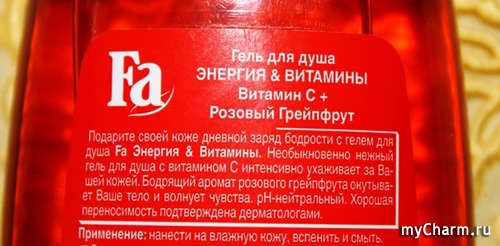 Fa
Гель для душа
ЭНЕРГИЯ & ВИТАМИНЫ
Витамин С +
Розовый Грейпфрут
Подарите своей коже дневной заряд бодрости с гелем для
душа Fa Энергия & Витамины. Необыкновенно нежный
гель для душа с витамином С интенсивно ухаживает за Ва-
шей кожей. Бодрящий аромат розового грейпфрута окутыва-
ет Ваше тело и волнует чувства. pH-нейтральный. Хорошая
переносимость подтверждена дерматологами.
Применение: нанести на влажную кожу, вспенить и смыть.
myCharm.ru